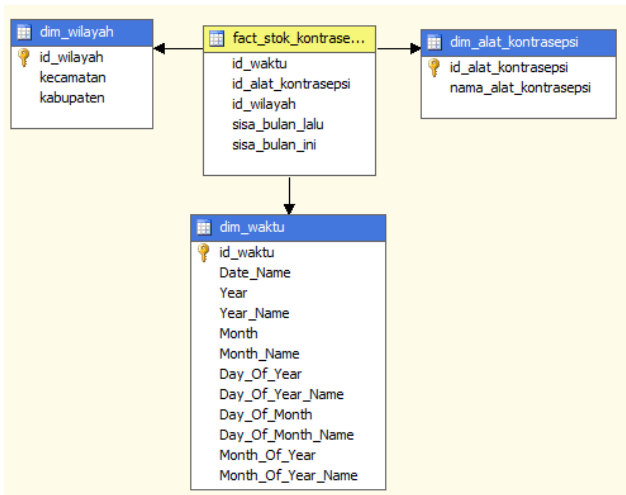 dim_wilayah
id_wilayah
kecamatan
kabupaten
fact_stok_kontrase...
id_waktu
id_alat_kontrasepsi
id_wilayah
sisa_bulan_lalu
sisa_bulan_ini
dim_alat_kontrasepsi
id_alat_kontrasepsi
nama_alat_kontrasepsi
dim_waktu
id_waktu
Date_Name
Year
Year_Name
Month
Month_Name
Day_Of_Year
Day_Of_Year_Name
Day_Of_Month
Day_Of_Month_Name
Month_Of_Year
Month_Of_Year_Name